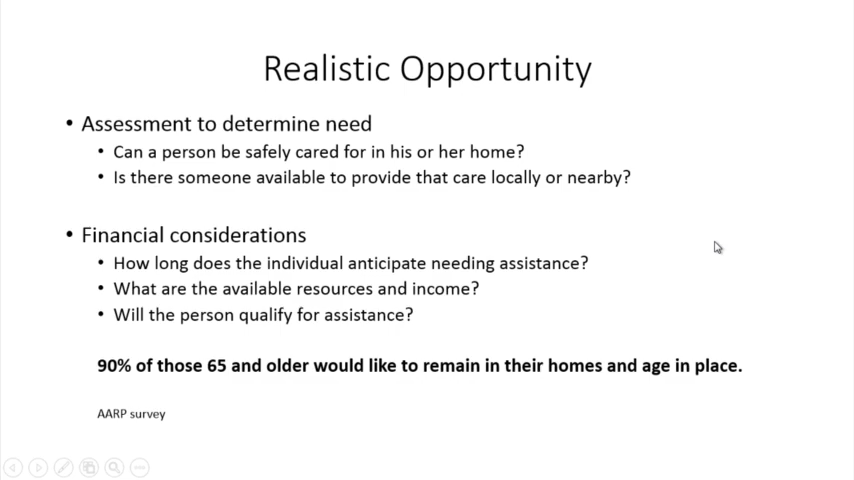 Realistic Opportunity
• Assessment to determine need
• Can a person be safely cared for in his or her home?
• Is there someone available to provide that care locally or nearby?
• Financial considerations
• How long does the individual anticipate needing assistance?
• What are the available resources and income?
• Will the person qualify for assistance?
90% of those 65 and older would like to remain in their homes and age in place.
AARP survey